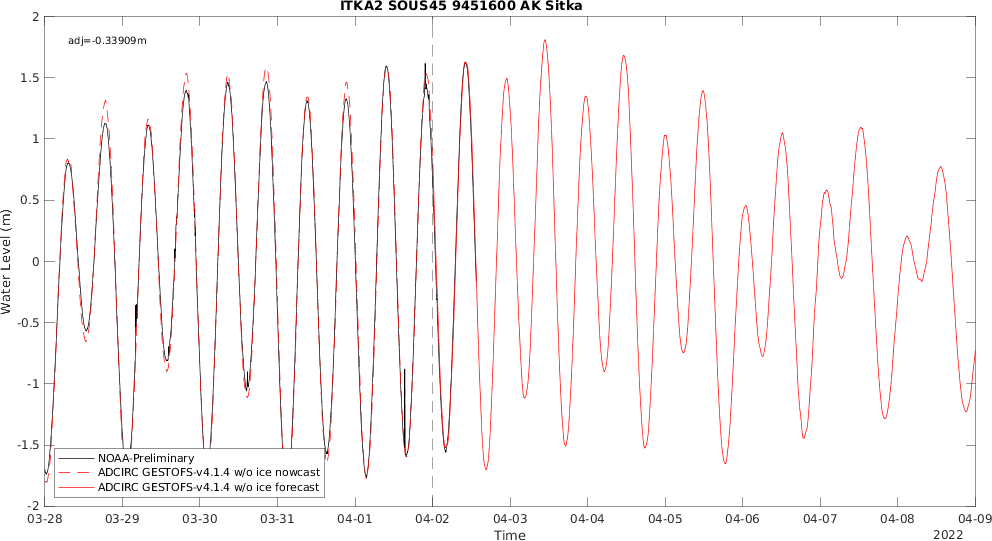 ITKA2 SOUS45 9451600 AK Sitka
adj=-0.33909m
2
1.5
1
0.5
0
-0.5
-1
-1.5
-2
Water Level (m)
NOAA-Preliminary
ADCIRC GESTOFS-v4.1.4 w/o ice nowcast
ADCIRC GESTOFS-v4.1.4 w/o ice forecast
03-28 03-29 03-30 03-31 04-01 04-02 04-03 04-04 04-05 04-06 04-07 04-08 04-09
Time
2022